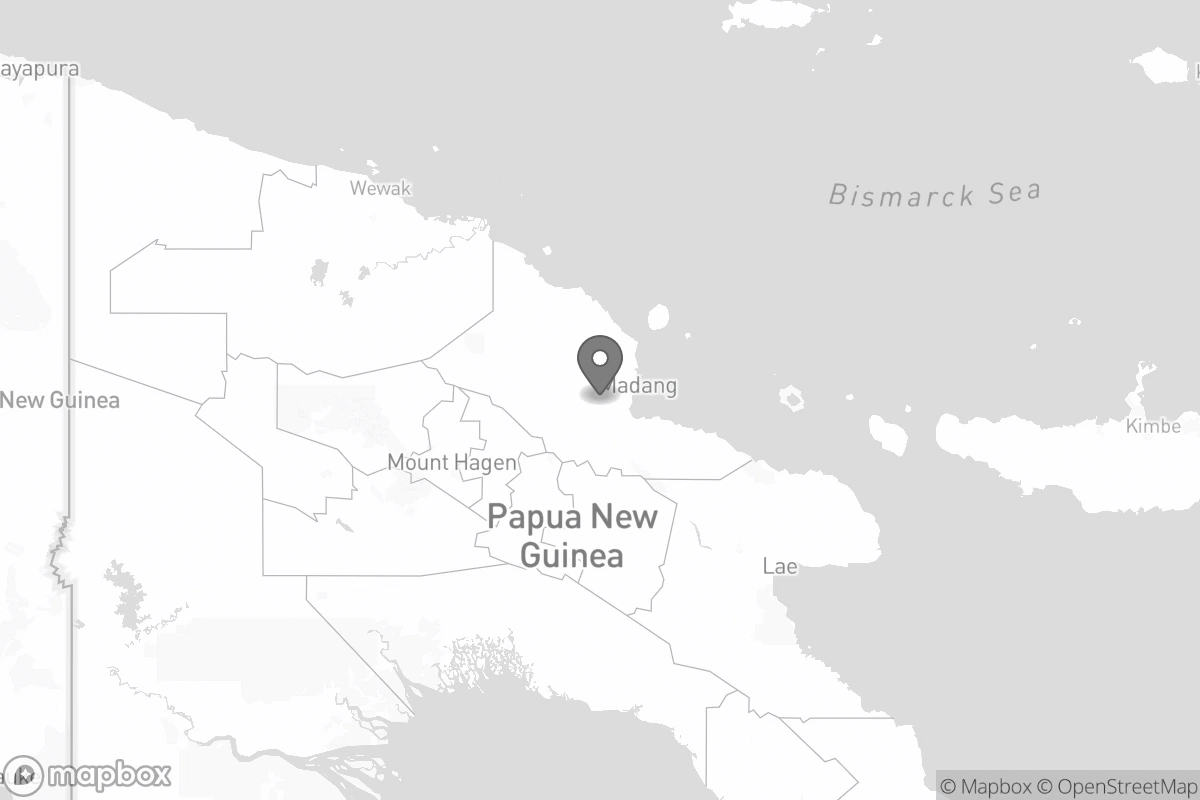 ayapura
Wewak
Bismarck Sea
Madang
New Guinea
Kimbe
Mount Hagen
Papua New
Guinea
Lae
mapbox
© Mapbox © OpenStreetMap